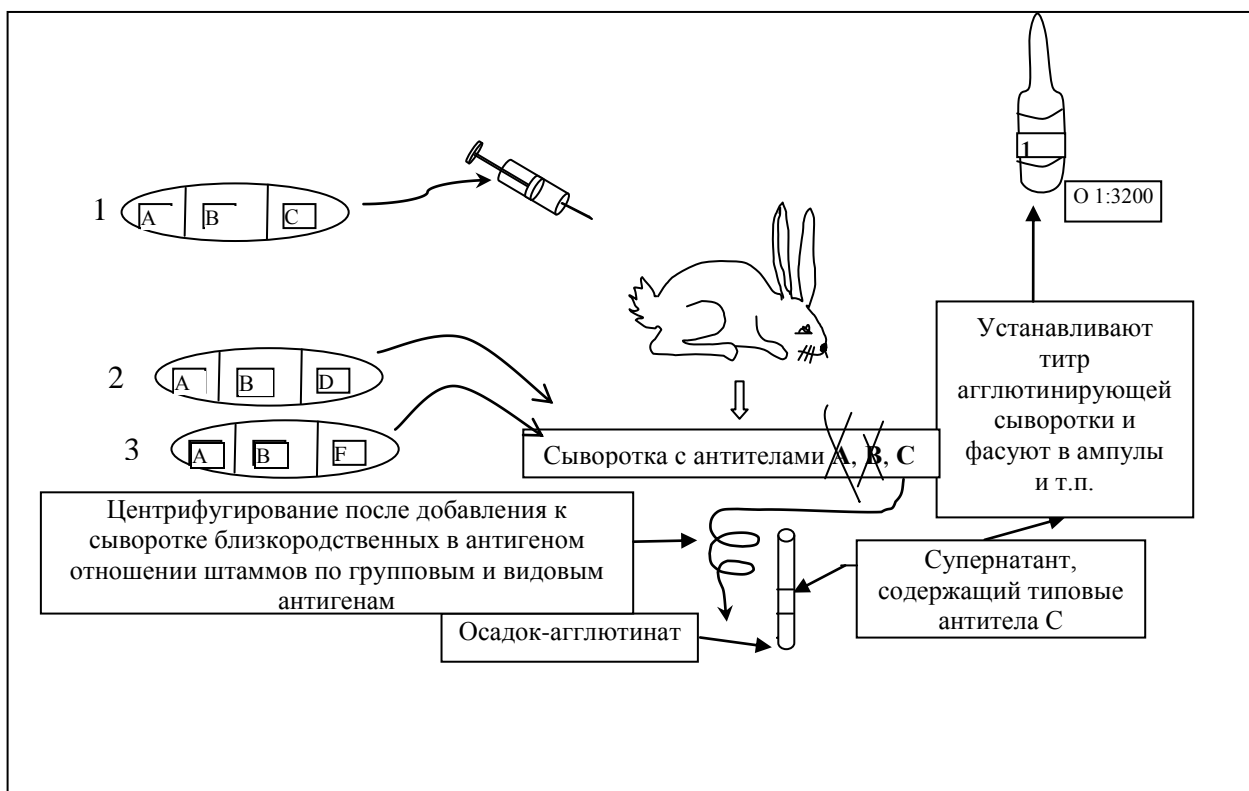 1
О 1:3200
1
A
B
C
2
A
B
D
3
A
B
F
Устанавливают
титр
агглютинирующей
сыворотки и
фасуют в ампулы
и т.п.
Сыворотка с антителами А, В, С
Центрифугирование после добавления к
сыворотке близкородственных в антигеном
отношении штаммов по групповым и видовым
антигенам
Супернатант,
содержащий типовые
антитела С
Осадок-агглютинат